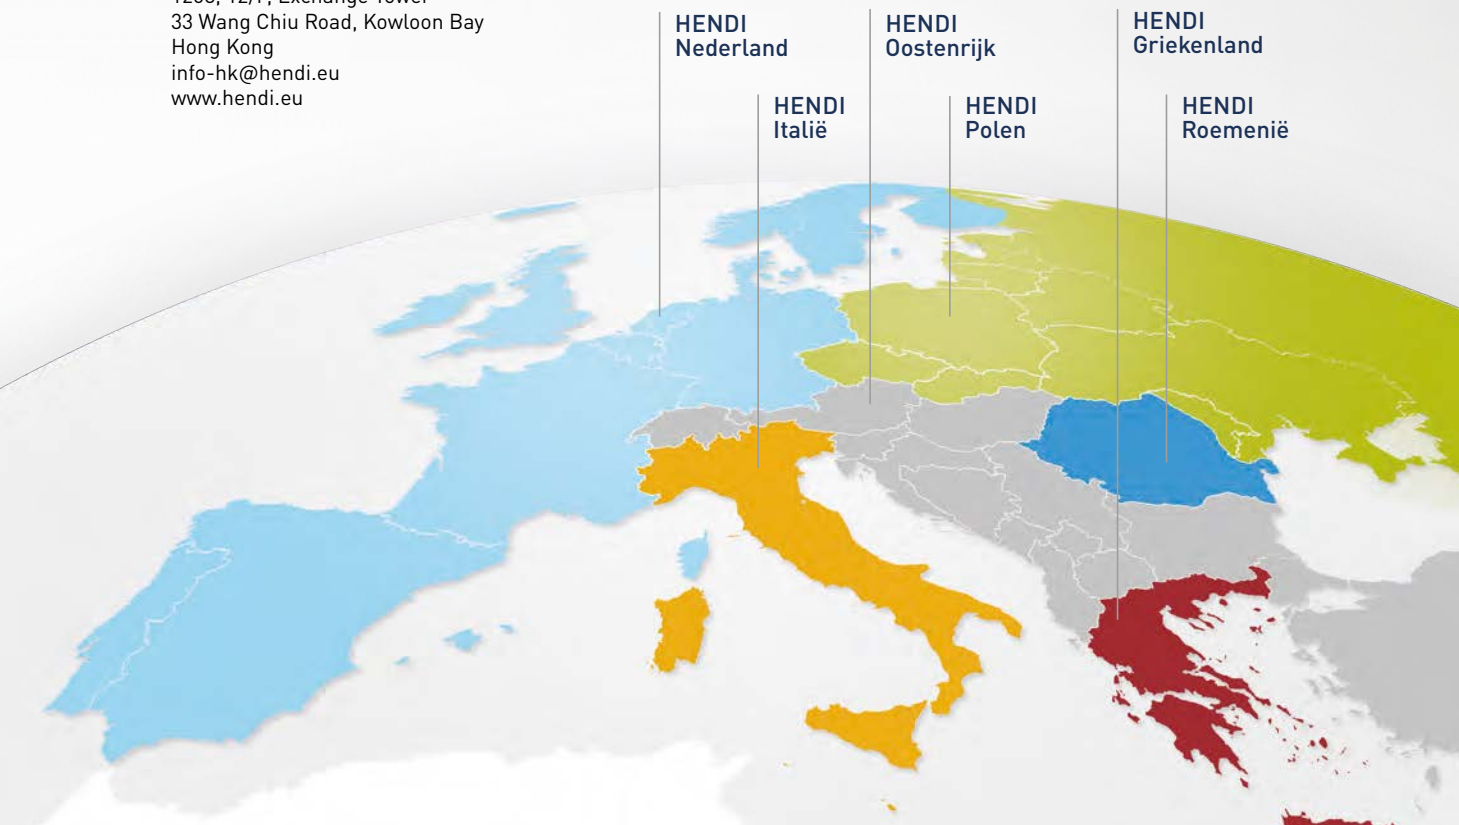 33 Wang Chiu Road, Kowloon Bay
Hong Kong
info-hk@hendi.eu
www.hendi.eu
HENDI
Nederland
HENDI
Oostenrijk
HENDI
Griekenland
HENDI
Italië
HENDI
Polen
HENDI
Roemenië